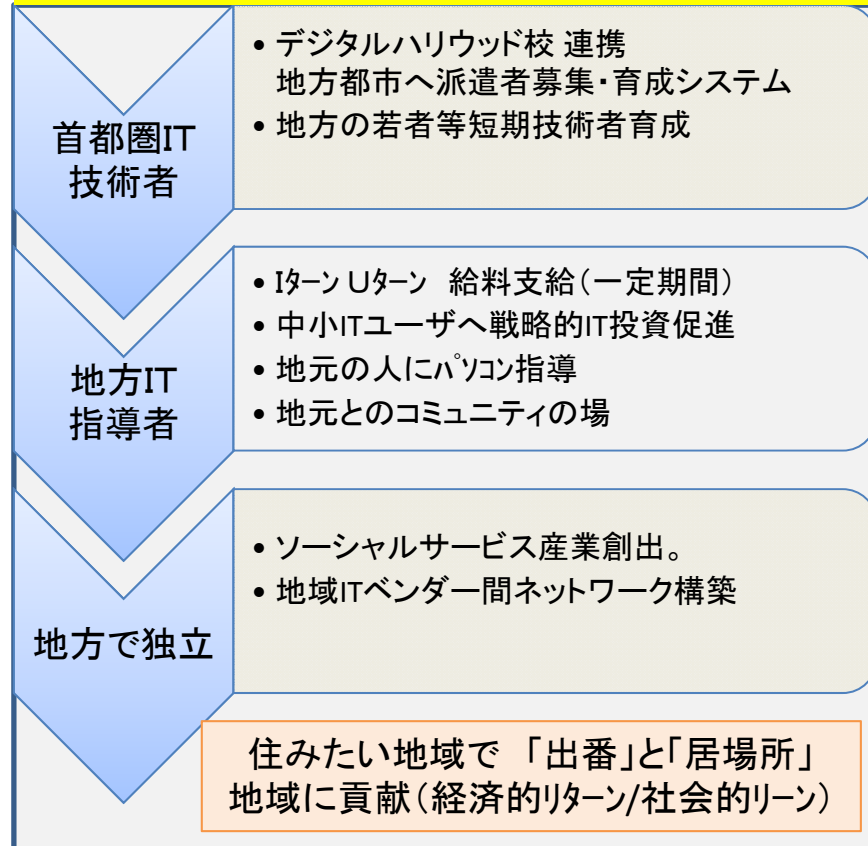 首都圏IT
技術者
• デジタルハリウッド校 連携
地方都市へ派遣者募集・育成システム
• 地方の若者等短期技術者育成
地方IT
指導者
• Iターン Uターン　給料支給（一定期間）
• 中小ITユーザへ戦略的IT投資促進
• 地元の人にパソコン指導
• 地元とのコミュニティの場
地方で独立
• ソーシャルサービス産業創出。
• 地域ITベンダー間ネットワーク構築
住みたい地域で　「出番」と「居場所」
地域に貢献（経済的リターン/社会的リーン）